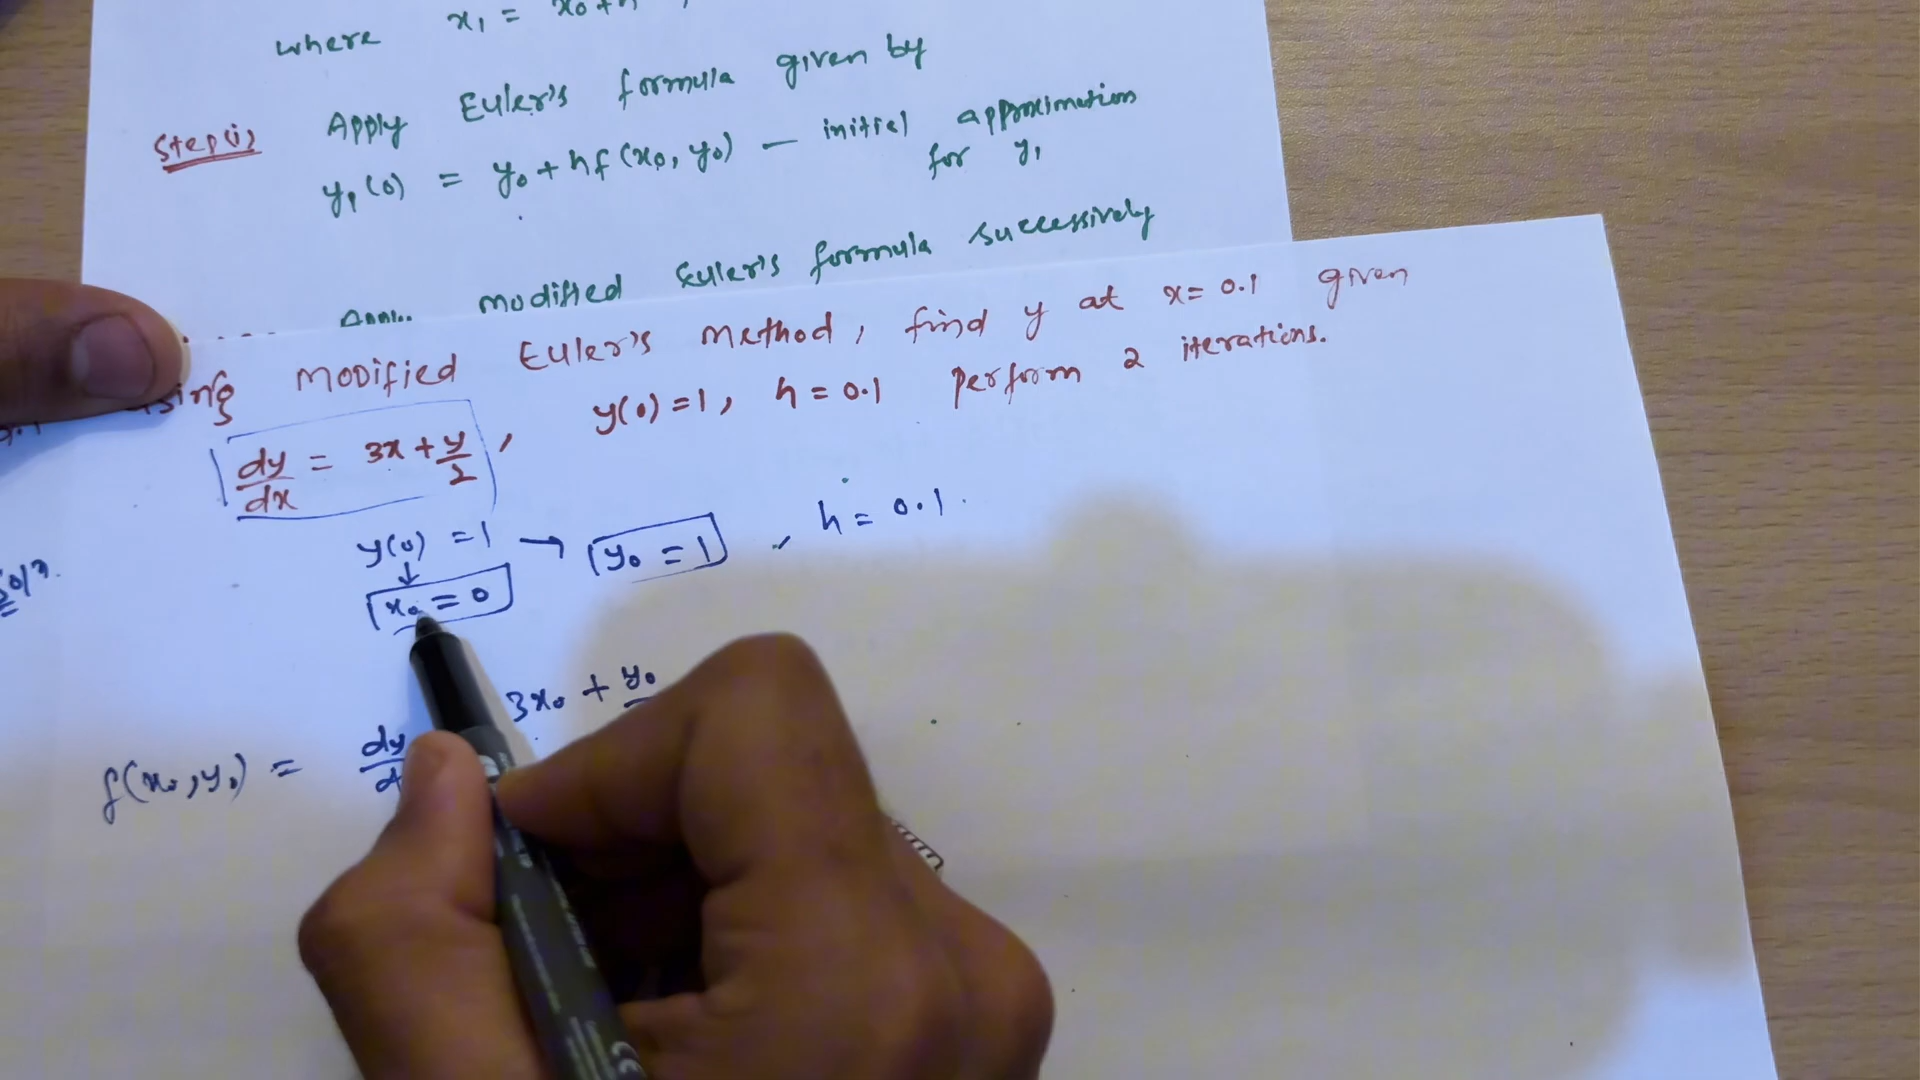 where x₁ = x₀+h
Step(i) Apply Euler's formula given by
y₁(0) = y₀ + hf(x₀, y₀) — initial approximation
for y₁
modified Euler's formula successively
using modified Euler's method, find y at x = 0.1 given
dy/dx = 3x + y/2, y(0) = 1, h = 0.1 perform 2 iterations.
y(0) = 1 → y₀ = 1, h = 0.1.
↓
x₀ = 0
3x₀ + y₀
f(x₀, y₀) = dy